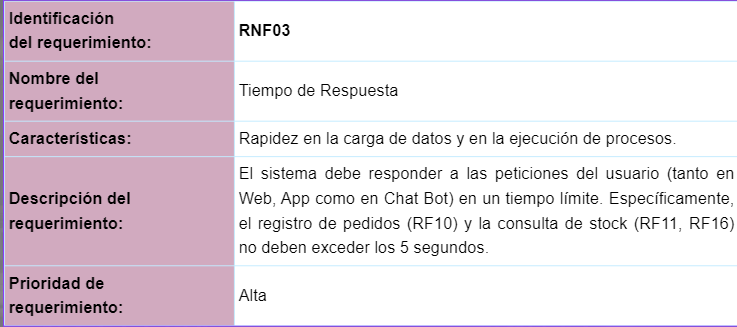 Identificación
del requerimiento:
RNF03
Nombre del
requerimiento:
Tiempo de Respuesta
Características:
Rapidez en la carga de datos y en la ejecución de procesos.
Descripción del
requerimiento:
El sistema debe responder a las peticiones del usuario (tanto en
Web, App como en Chat Bot) en un tiempo límite. Específicamente,
el registro de pedidos (RF10) y la consulta de stock (RF11, RF16)
no deben exceder los 5 segundos.
Prioridad de
requerimiento:
Alta